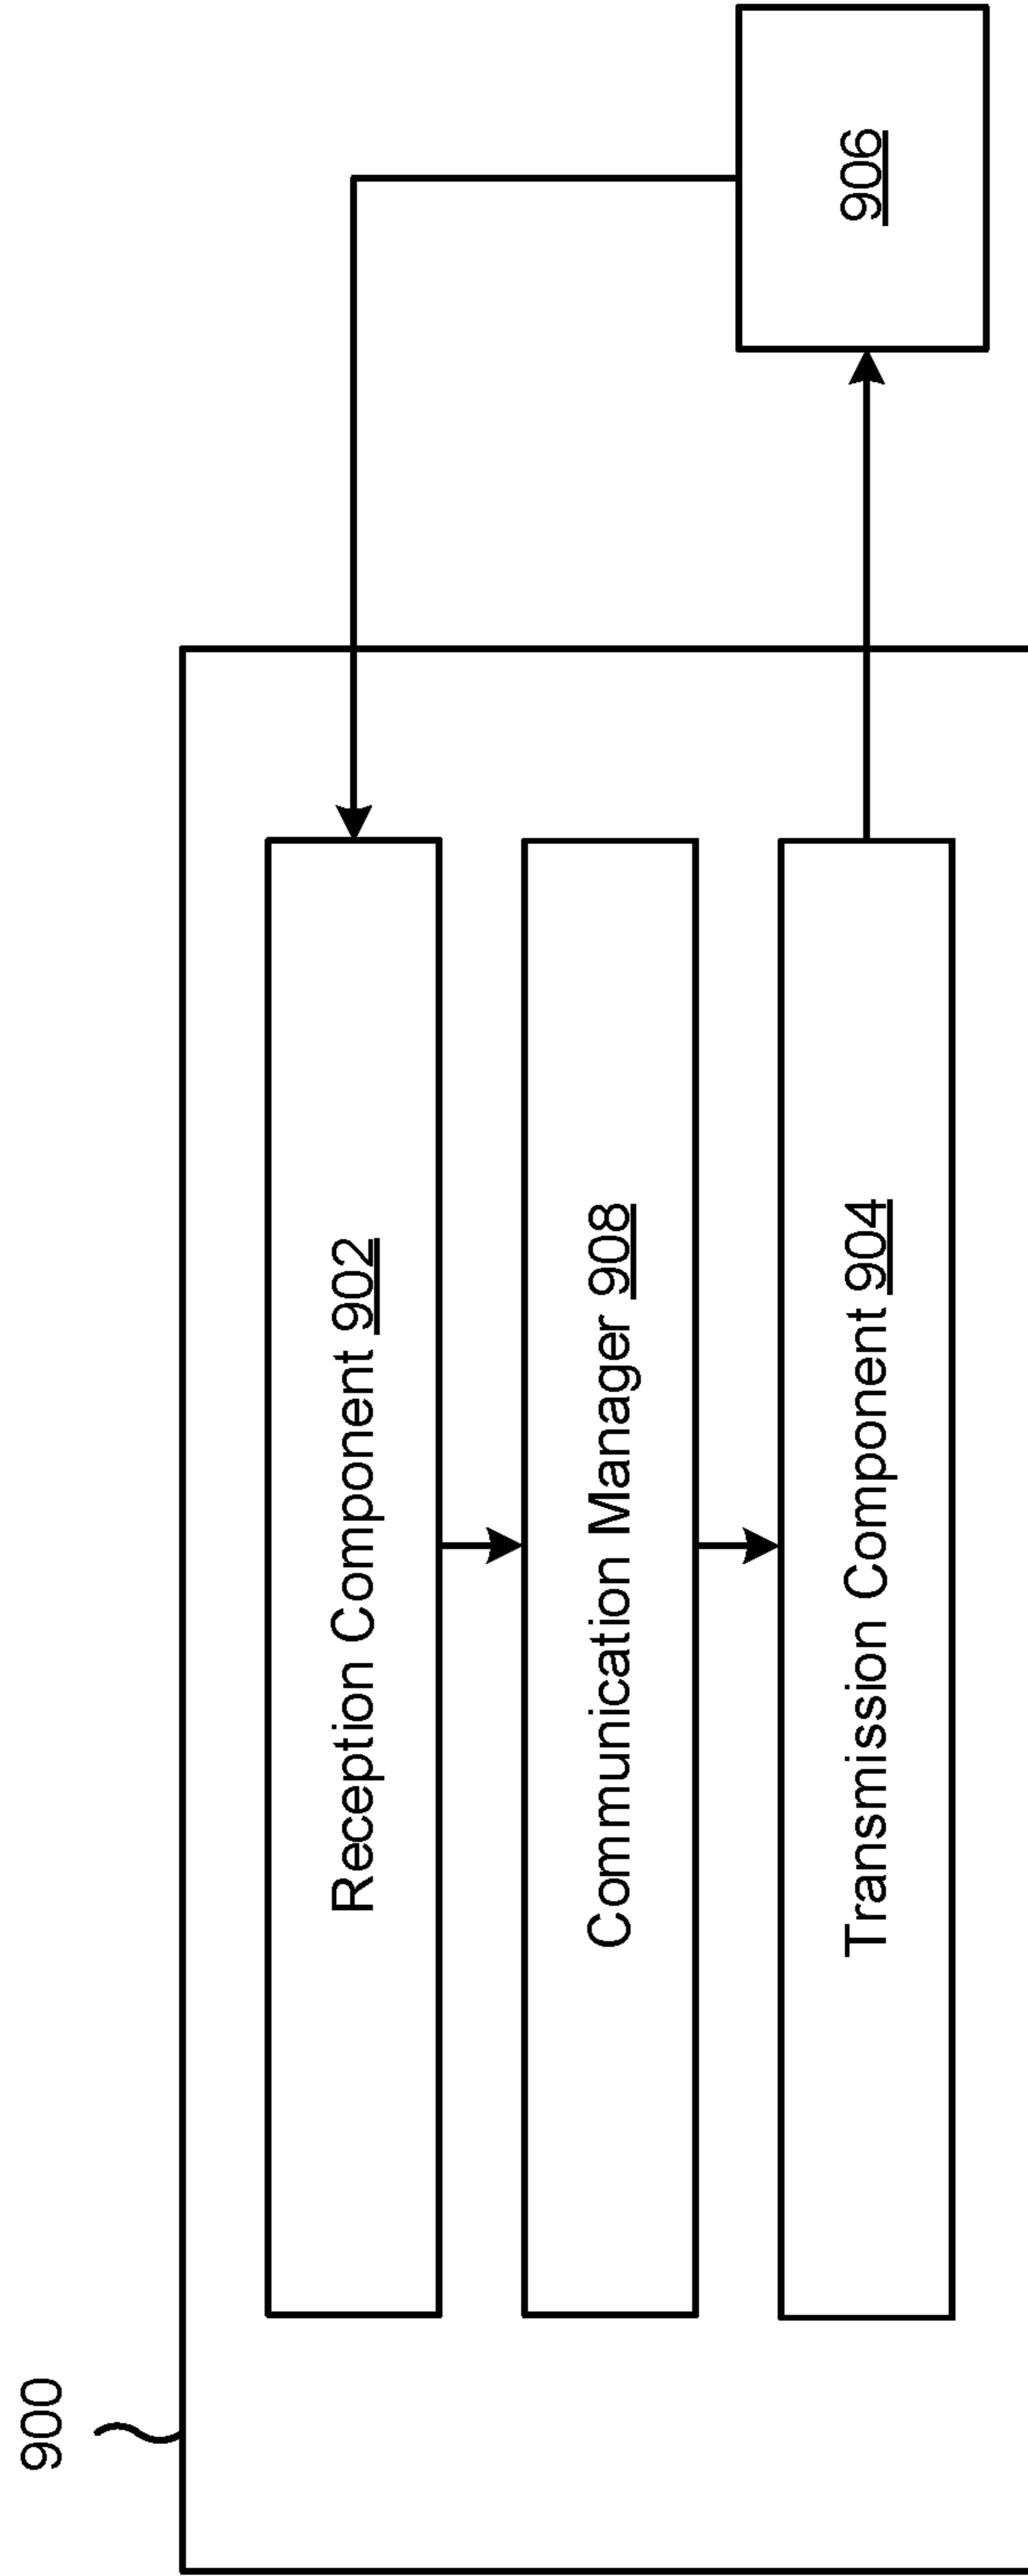 900
Reception Component 902
Communication Manager 908
Transmission Component 904
906